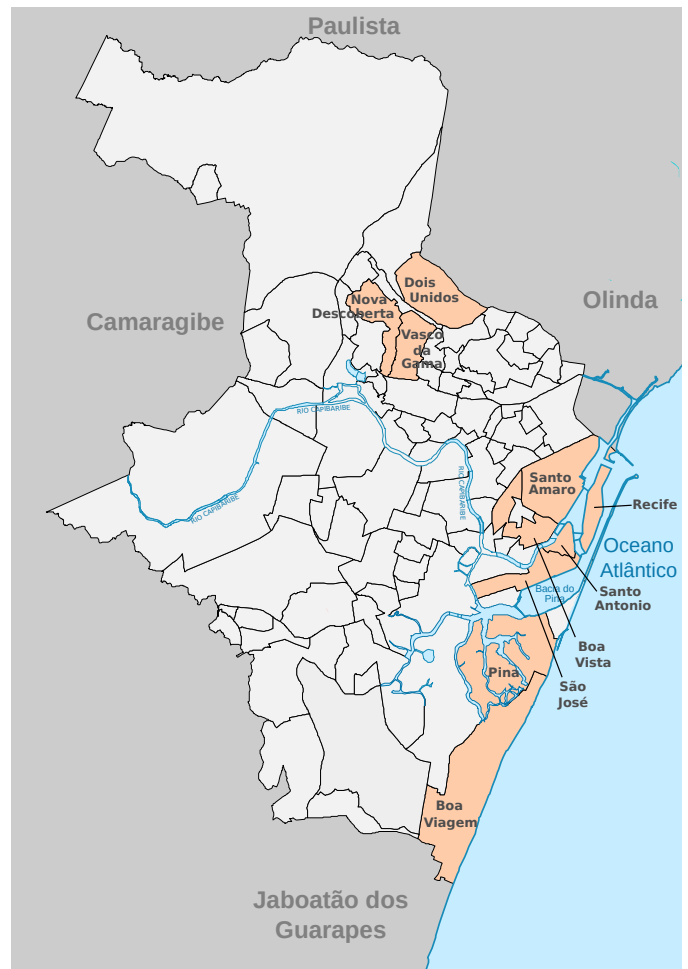 Paulista
Dois
Unidos
Olinda
Nova
Descoberta
Camaragibe
Vasco
da
Gama
RIO CAPIBARIBE
RIO CAPIBARIBE
RIO CAPIBARIBE
Santo
Amaro
Recife
Oceano
Atlântico
Bacia do
Pina
Santo
Antonio
Boa
Vista
Pina
São
José
Boa
Viagem
Jaboatão dos
Guarapes